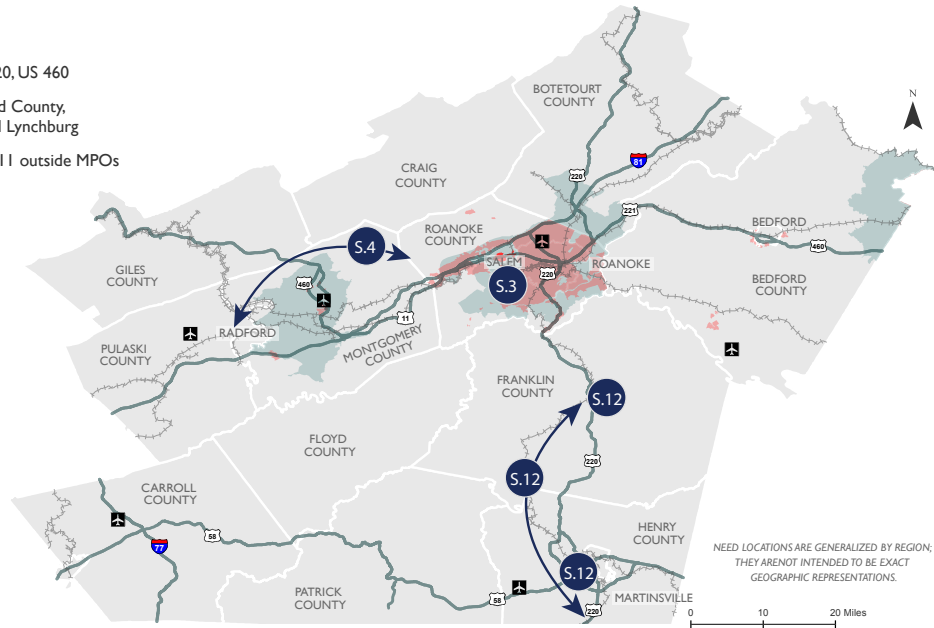 20, US 460
d County,
l Lynchburg
11 outside MPOs
N
BOTETOURT
COUNTY
81
CRAIG
COUNTY
220
221
ROANOKE
COUNTY
BEDFORD
S.4
460
SALEM
ROANOKE
GILES
COUNTY
220
BEDFORD
COUNTY
460
S.3
11
RADFORD
MONTGOMERY
COUNTY
PULASKI
COUNTY
FRANKLIN
COUNTY
S.12
FLOYD
COUNTY
220
S.12
CARROLL
COUNTY
58
HENRY
COUNTY
77
NEED LOCATIONS ARE GENERALIZED BY REGION;
THEY ARENOT INTENDED TO BE EXACT
GEOGRAPHIC REPRESENTATIONS.
S.12
PATRICK
COUNTY
58
MARTINSVILLE
220
0 10 20 Miles